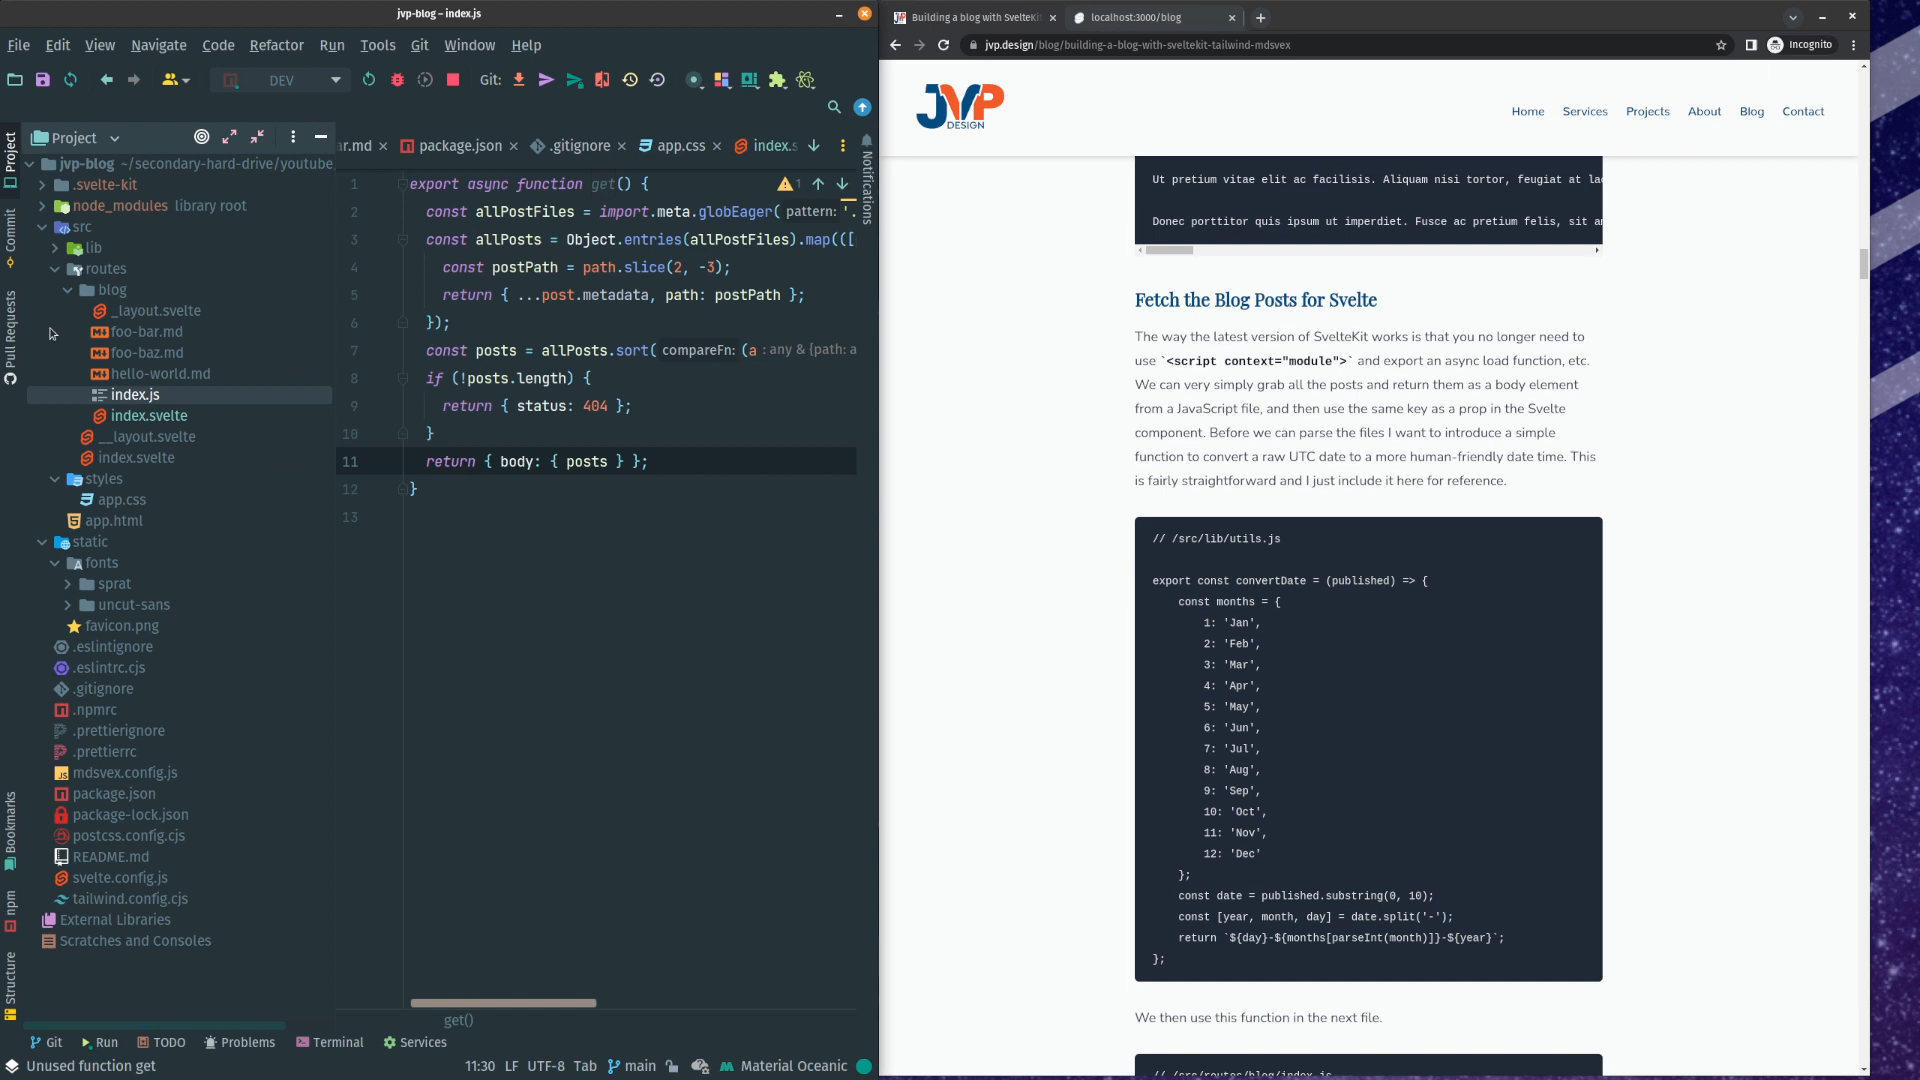 jvp-blog – index.js
File Edit View Navigate Code Refactor Run Tools Git Window Help
DEV
Git:
Project
ar.md
package.json
.gitignore
app.css
index.s
Project
Commit
Pull Requests
Bookmarks
npm
Structure
Notifications
jvp-blog ~/secondary-hard-drive/youtube
.svelte-kit
node_modules library root
src
lib
routes
blog
_layout.svelte
foo-bar.md
foo-baz.md
hello-world.md
index.js
index.svelte
__layout.svelte
index.svelte
styles
app.css
app.html
static
fonts
sprat
uncut-sans
favicon.png
.eslintignore
.eslintrc.cjs
.gitignore
.npmrc
.prettierignore
.prettierrc
mdsvex.config.js
package.json
package-lock.json
postcss.config.cjs
README.md
svelte.config.js
tailwind.config.cjs
External Libraries
Scratches and Consoles
1 export async function get() {
1
2 const allPostFiles = import.meta.globEager( pattern: '.
3 const allPosts = Object.entries(allPostFiles).map(([
4 const postPath = path.slice(2, -3);
5 return { ...post.metadata, path: postPath };
6 });
7 const posts = allPosts.sort( compareFn: (a : any & {path: a
8 if (!posts.length) {
9 return { status: 404 };
10 }
11 return { body: { posts } };
12 }
13
get()
Git Run TODO Problems Terminal Services
Unused function get
11:30 LF UTF-8 Tab main Material Oceanic
Building a blog with SvelteKit
localhost:3000/blog
jvp.design/blog/building-a-blog-with-sveltekit-tailwind-mdsvex
Incognito
JVP
DESIGN
Home Services Projects About Blog Contact
Ut pretium vitae elit ac facilisis. Aliquam nisi tortor, feugiat at la
Donec porttitor quis ipsum ut imperdiet. Fusce ac pretium felis, sit a
Fetch the Blog Posts for Svelte
The way the latest version of SvelteKit works is that you no longer need to
use `<script context="module">` and export an async load function, etc.
We can very simply grab all the posts and return them as a body element
from a JavaScript file, and then use the same key as a prop in the Svelte
component. Before we can parse the files I want to introduce a simple
function to convert a raw UTC date to a more human-friendly date time. This
is fairly straightforward and I just include it here for reference.
// /src/lib/utils.js
export const convertDate = (published) => {
const months = {
1: 'Jan',
2: 'Feb',
3: 'Mar',
4: 'Apr',
5: 'May',
6: 'Jun',
7: 'Jul',
8: 'Aug',
9: 'Sep',
10: 'Oct',
11: 'Nov',
12: 'Dec'
};
const date = published.substring(0, 10);
const [year, month, day] = date.split('-');
return `${day}-${months[parseInt(month)]}-${year}`;
};
We then use this function in the next file.
// /src/routes/blog/index.js